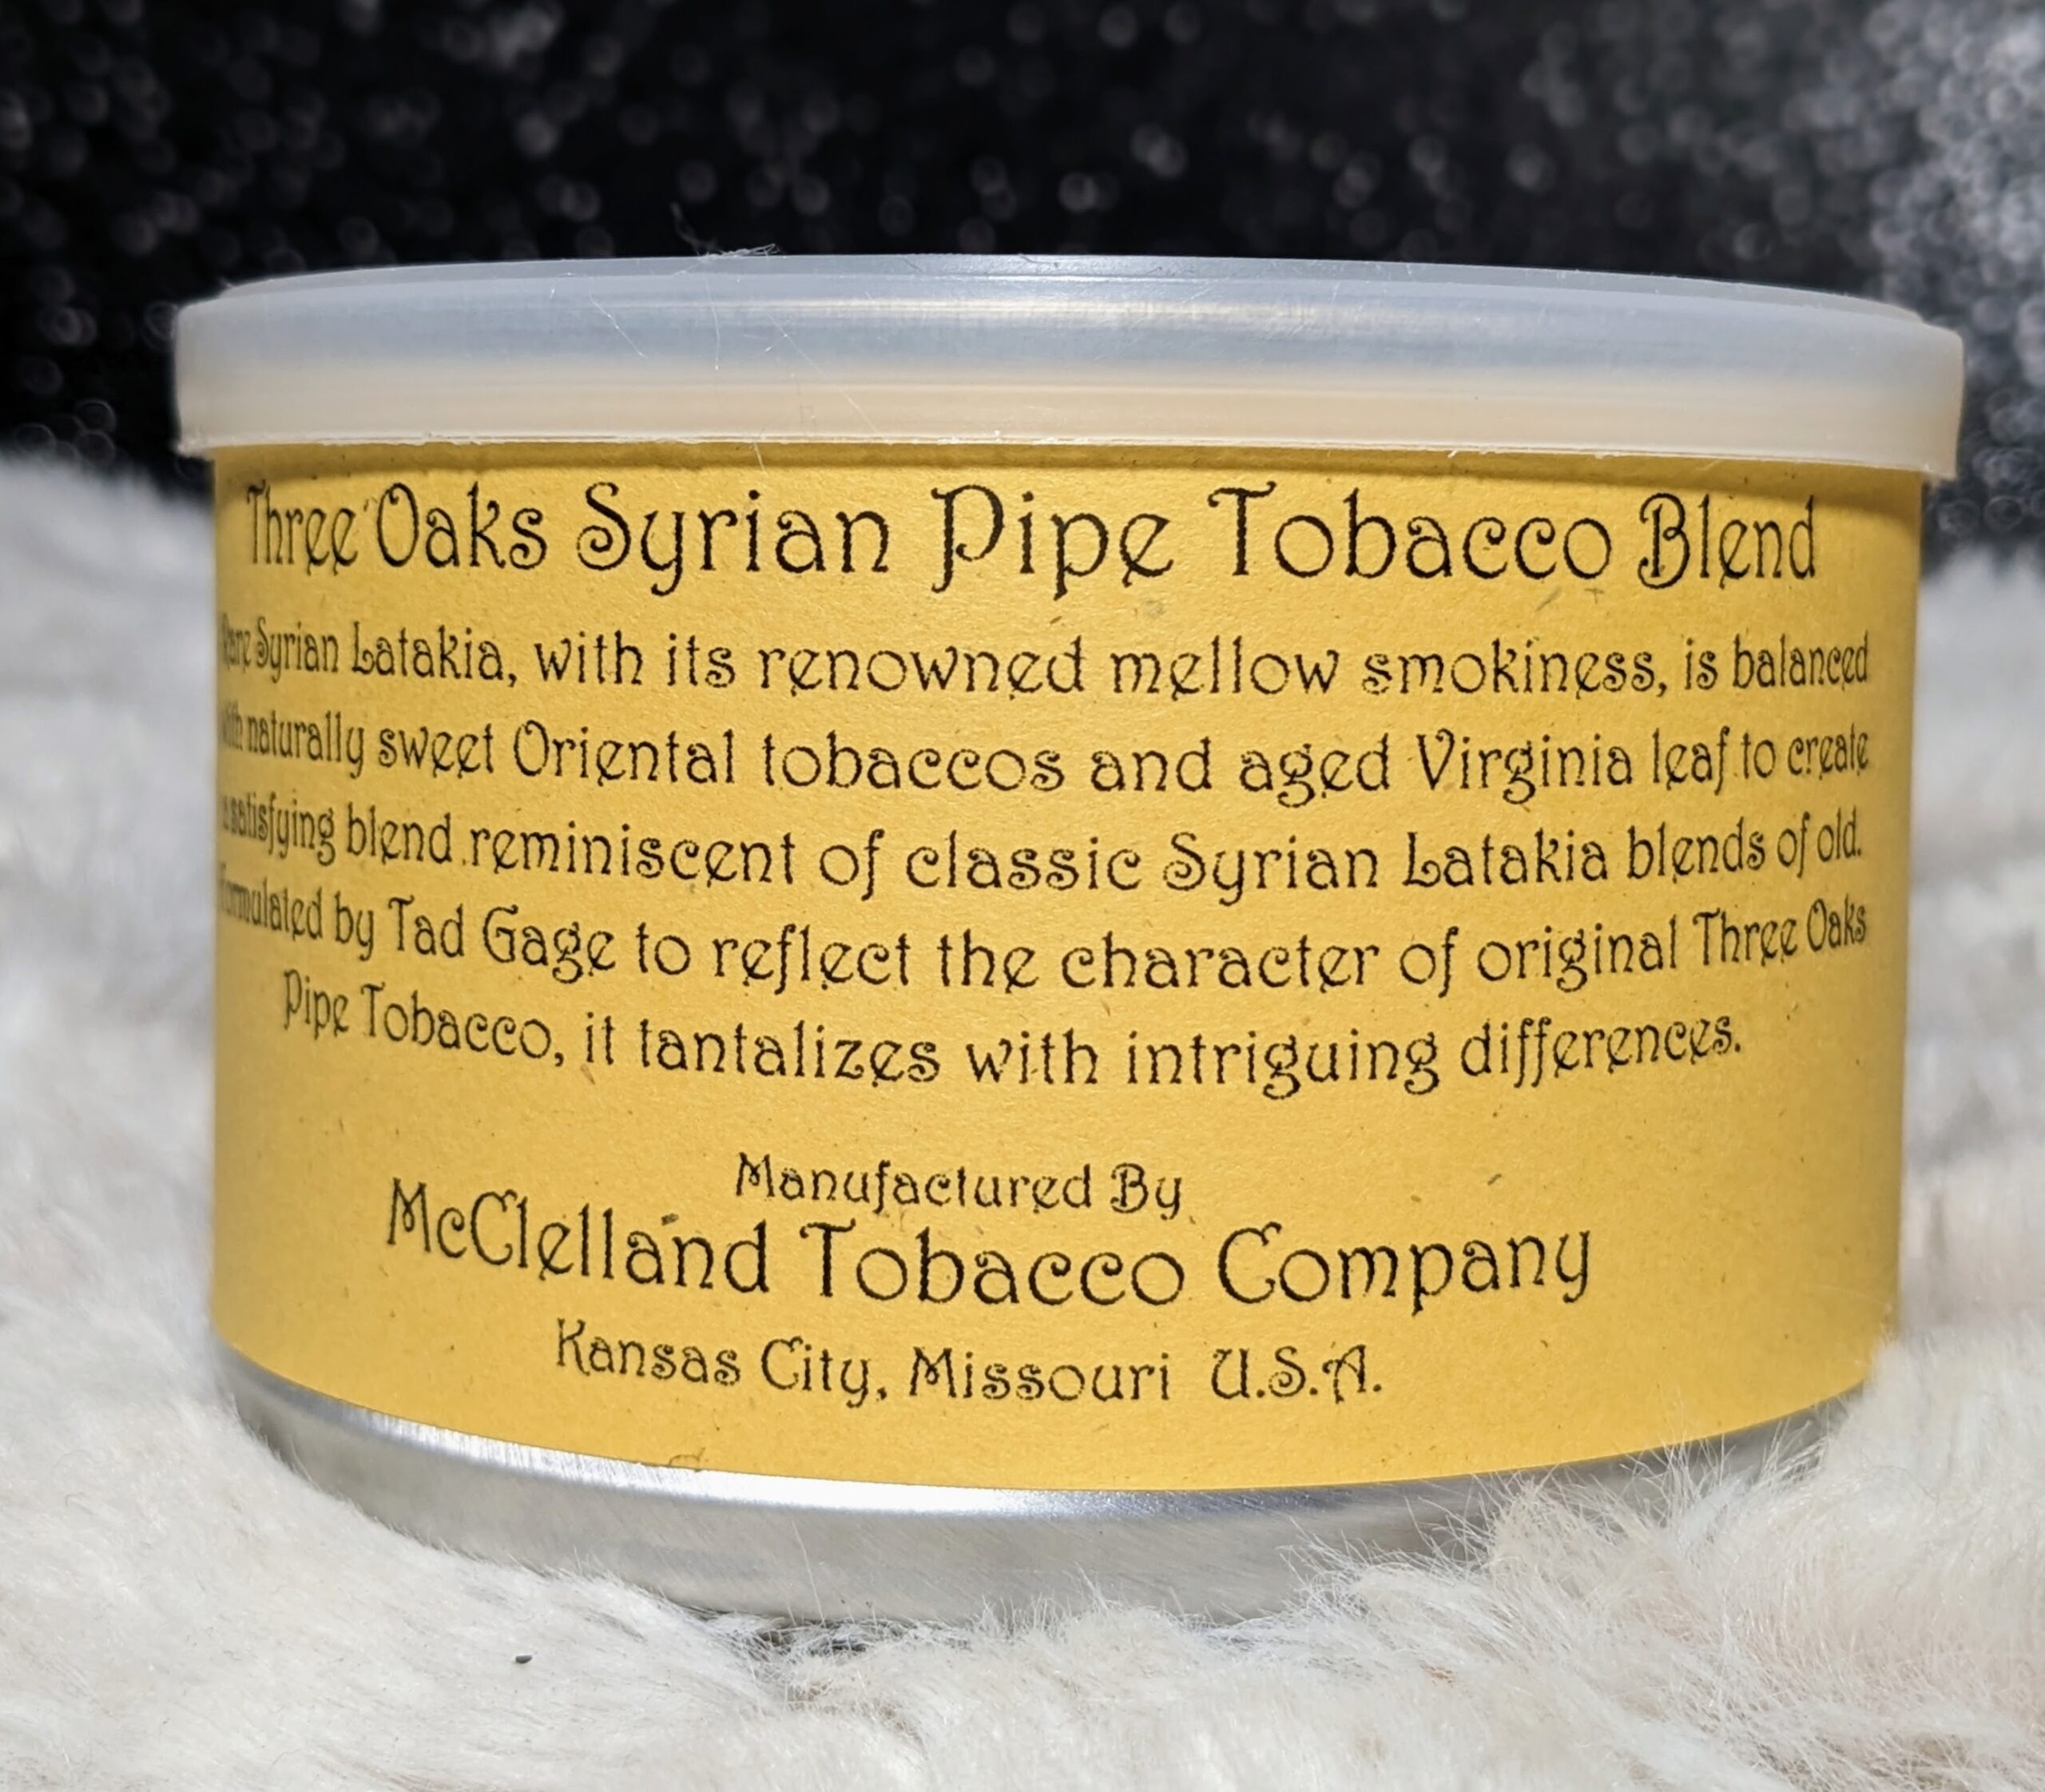 Three Oaks Syrian Pipe Tobacco Blend
Rare Syrian Latakia, with its renowned mellow smokiness, is balanced
with naturally sweet Oriental tobaccos and aged Virginia leaf to create
a satisfying blend reminiscent of classic Syrian Latakia blends of old.
Formulated by Tad Gage to reflect the character of original Three Oaks
Pipe Tobacco, it tantalizes with intriguing differences.
Manufactured By
McClelland Tobacco Company
Kansas City, Missouri U.S.A.